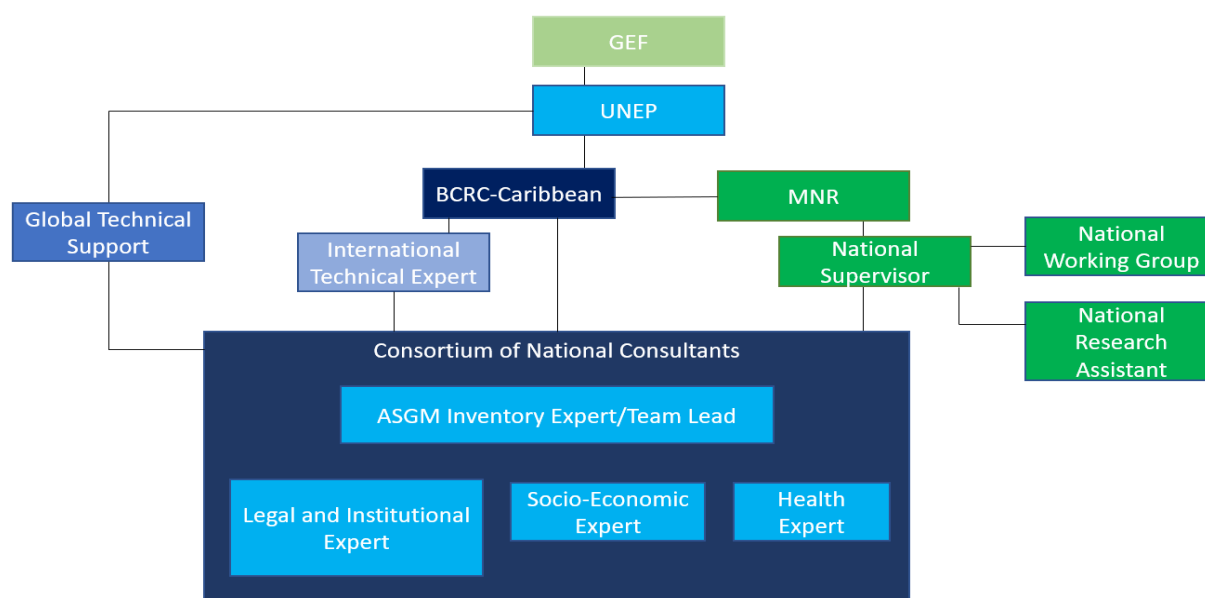 GEF
UNEP
BCRC-Caribbean
MNR
Global Technical
Support
International
Technical Expert
National
Supervisor
National
Working Group
National
Research
Assistant
Consortium of National Consultants
ASGM Inventory Expert/Team Lead
Legal and Institutional
Expert
Socio-Economic
Expert
Health
Expert